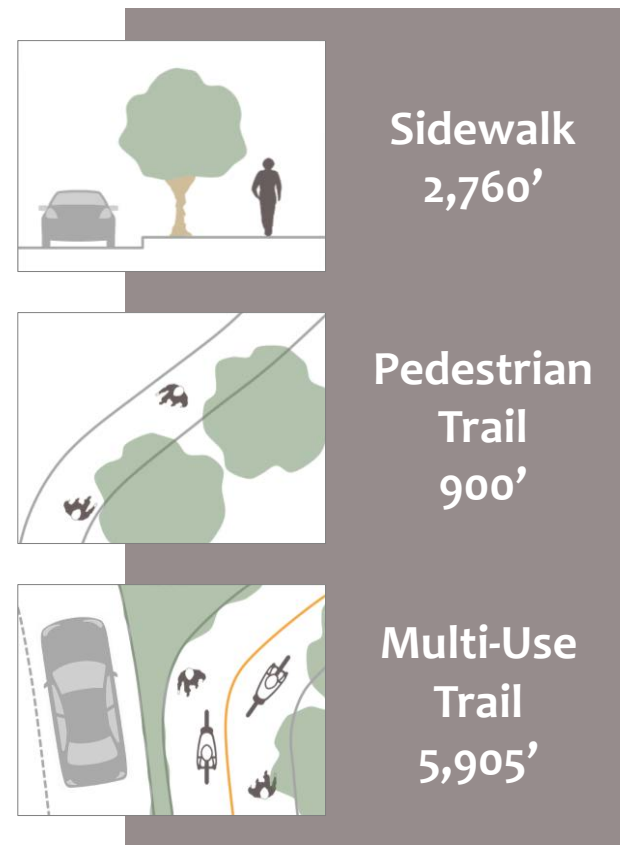 Sidewalk
2,760’
Pedestrian
Trail
900’
Multi-Use
Trail
5,905’